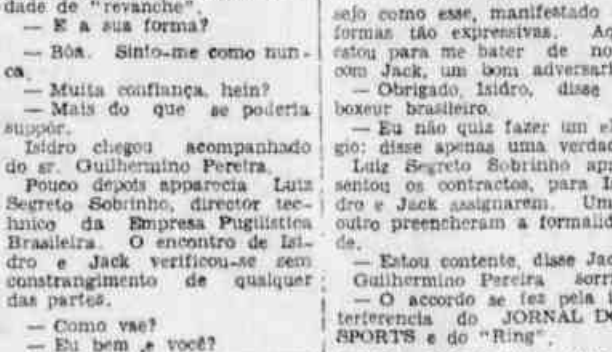 dade de "revanche".
— E a sua forma?
— Bôa. Sinto-me como nun-
ca.
— Muita confiança, hein?
— Mais do que se poderia
suppôr.
Isidro chegou acompanhado
do sr. Guilhermino Pereira.
Pouco depois apparecia Luiz
Segreto Sobrinho, director tec-
hnico da Empresa Pugilistica
Brasileira. O encontro de Isi-
dro e Jack verificou-se sem
constrangimento de qualquer
das partes.
— Como vae?
— Eu bem e você?
sejo como esse, manifestado
formas tão expressivas.
estou para me bater de no
com Jack, um bom adversari
— Obrigado, Isidro, disse
boxeur brasileiro.
— Eu não quiz fazer um el
gio: disse apenas uma verdad
Luiz Segreto Sobrinho apr
sentou os contractos, para I
dro e Jack assignarem. Um
outro preencheram a formalid
de.
— Estou contente, disse Jac
Guilhermino Pereira sorr
— O accordo se fez pela
terferencia do JORNAL DO
SPORTS e do "Ring".